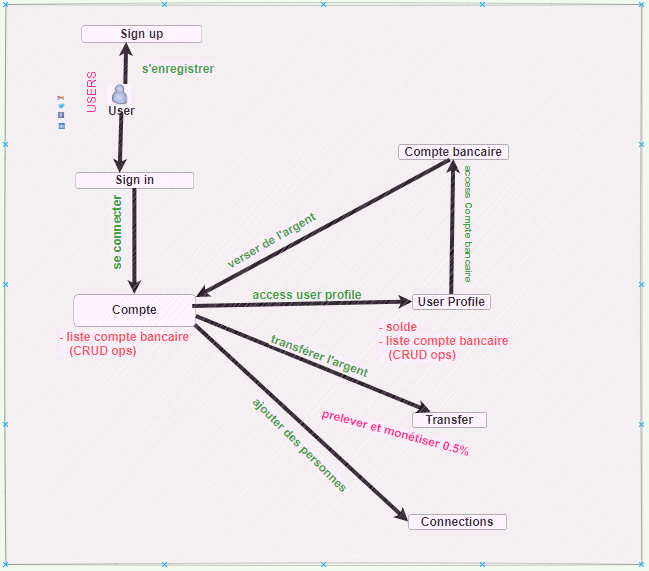 Sign up
s'enregistrer
USERS
User
Sign in
se connecter
Compte bancaire
access Compte bancaire
verser de l'argent
access user profile
Compte
User Profile
- liste compte bancaire
(CRUD ops)
- solde
- liste compte bancaire
(CRUD ops)
transférer l'argent
Transfer
prelever et monétiser 0.5%
ajouter des personnes
Connections